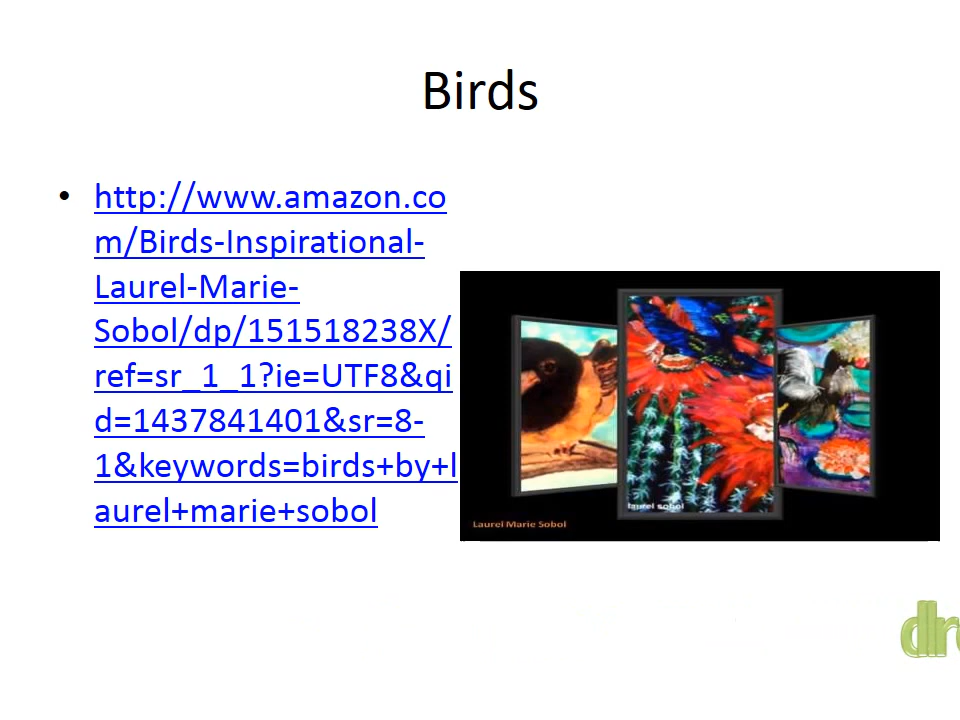 Birds
• http://www.amazon.co
m/Birds-Inspirational-
Laurel-Marie-
Sobol/dp/151518238X/
ref=sr_1_1?ie=UTF8&qi
d=1437841401&sr=8-
1&keywords=birds+by+l
aurel+marie+sobol
laurel sobol
Laurel Marie Sobol